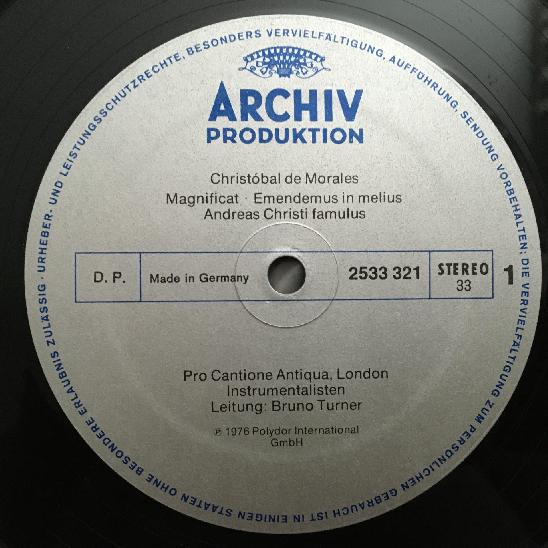 URHEBER- UND LEISTUNGSSCHUTZRECHTE, BESONDERS VERVIELFÄLTIGUNG, AUFFÜHRUNG, SENDUNG VORBEHALTEN; DIE VERVIELFÄLTIGUNG ZUM PERSÖNLICHEN GEBRAUCH IST IN EINIGEN STAATEN OHNE BESONDERE ERLAUBNIS ZULÄSSIG ·
ARCHIV
PRODUKTION
Christóbal de Morales
Magnificat · Emendemus in melius
Andreas Christi famulus
D. P. Made in Germany 2533 321 STEREO 1
33
Pro Cantione Antiqua, London
Instrumentalisten
Leitung: Bruno Turner
℗ 1976 Polydor International
GmbH